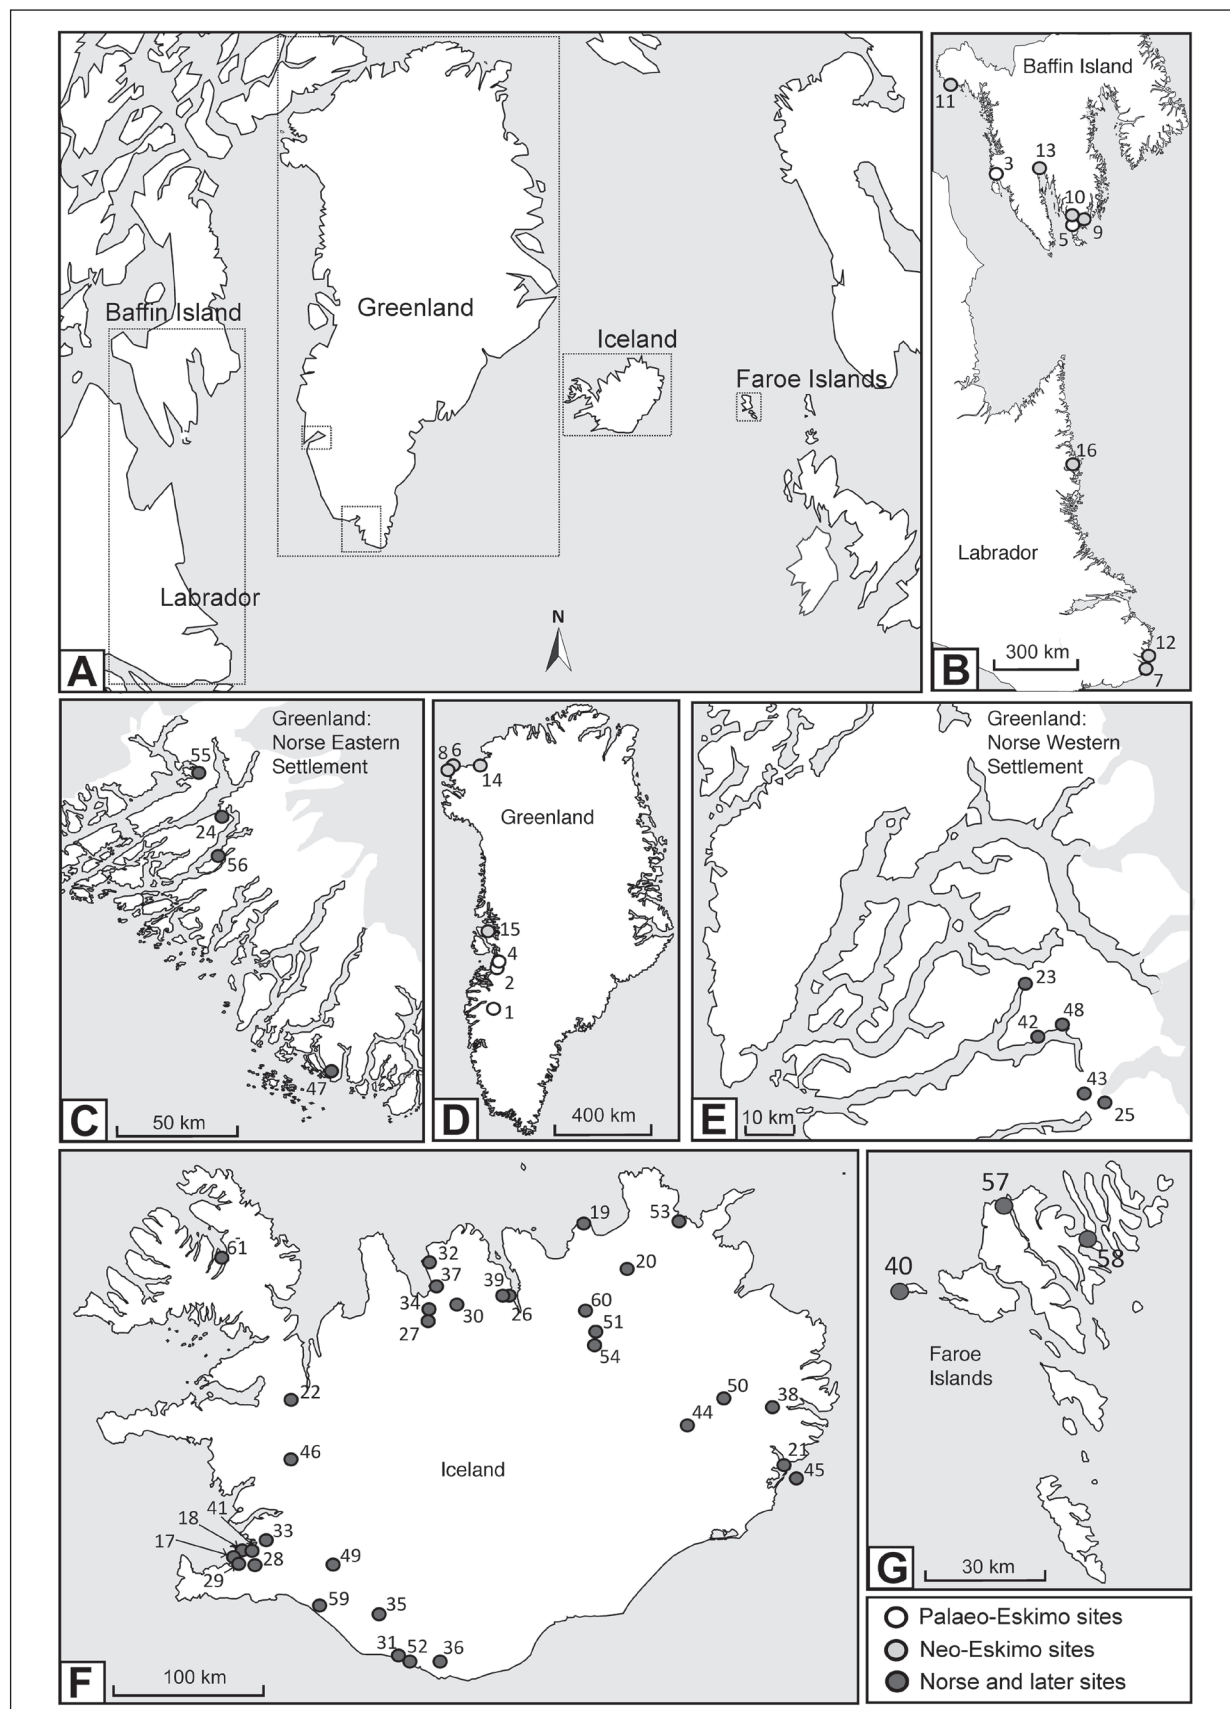 Baffin Island
Greenland
Iceland
Faroe Islands
Labrador
N
A
Baffin Island
11
3
13
10
5
9
16
Labrador
12
7
300 km
B
Greenland:
Norse Eastern
Settlement
55
24
56
47
50 km
C
8
6
14
Greenland
15
4
2
1
400 km
D
Greenland:
Norse Western
Settlement
23
48
42
43
25
10 km
E
19
53
61
32
20
37
39
34
30
26
60
27
51
54
22
50
38
44
46
Iceland
21
45
41
18
33
17
28
49
29
59
35
31
52
36
100 km
F
57
58
40
Faroe
Islands
30 km
G
Palaeo-Eskimo sites
Neo-Eskimo sites
Norse and later sites